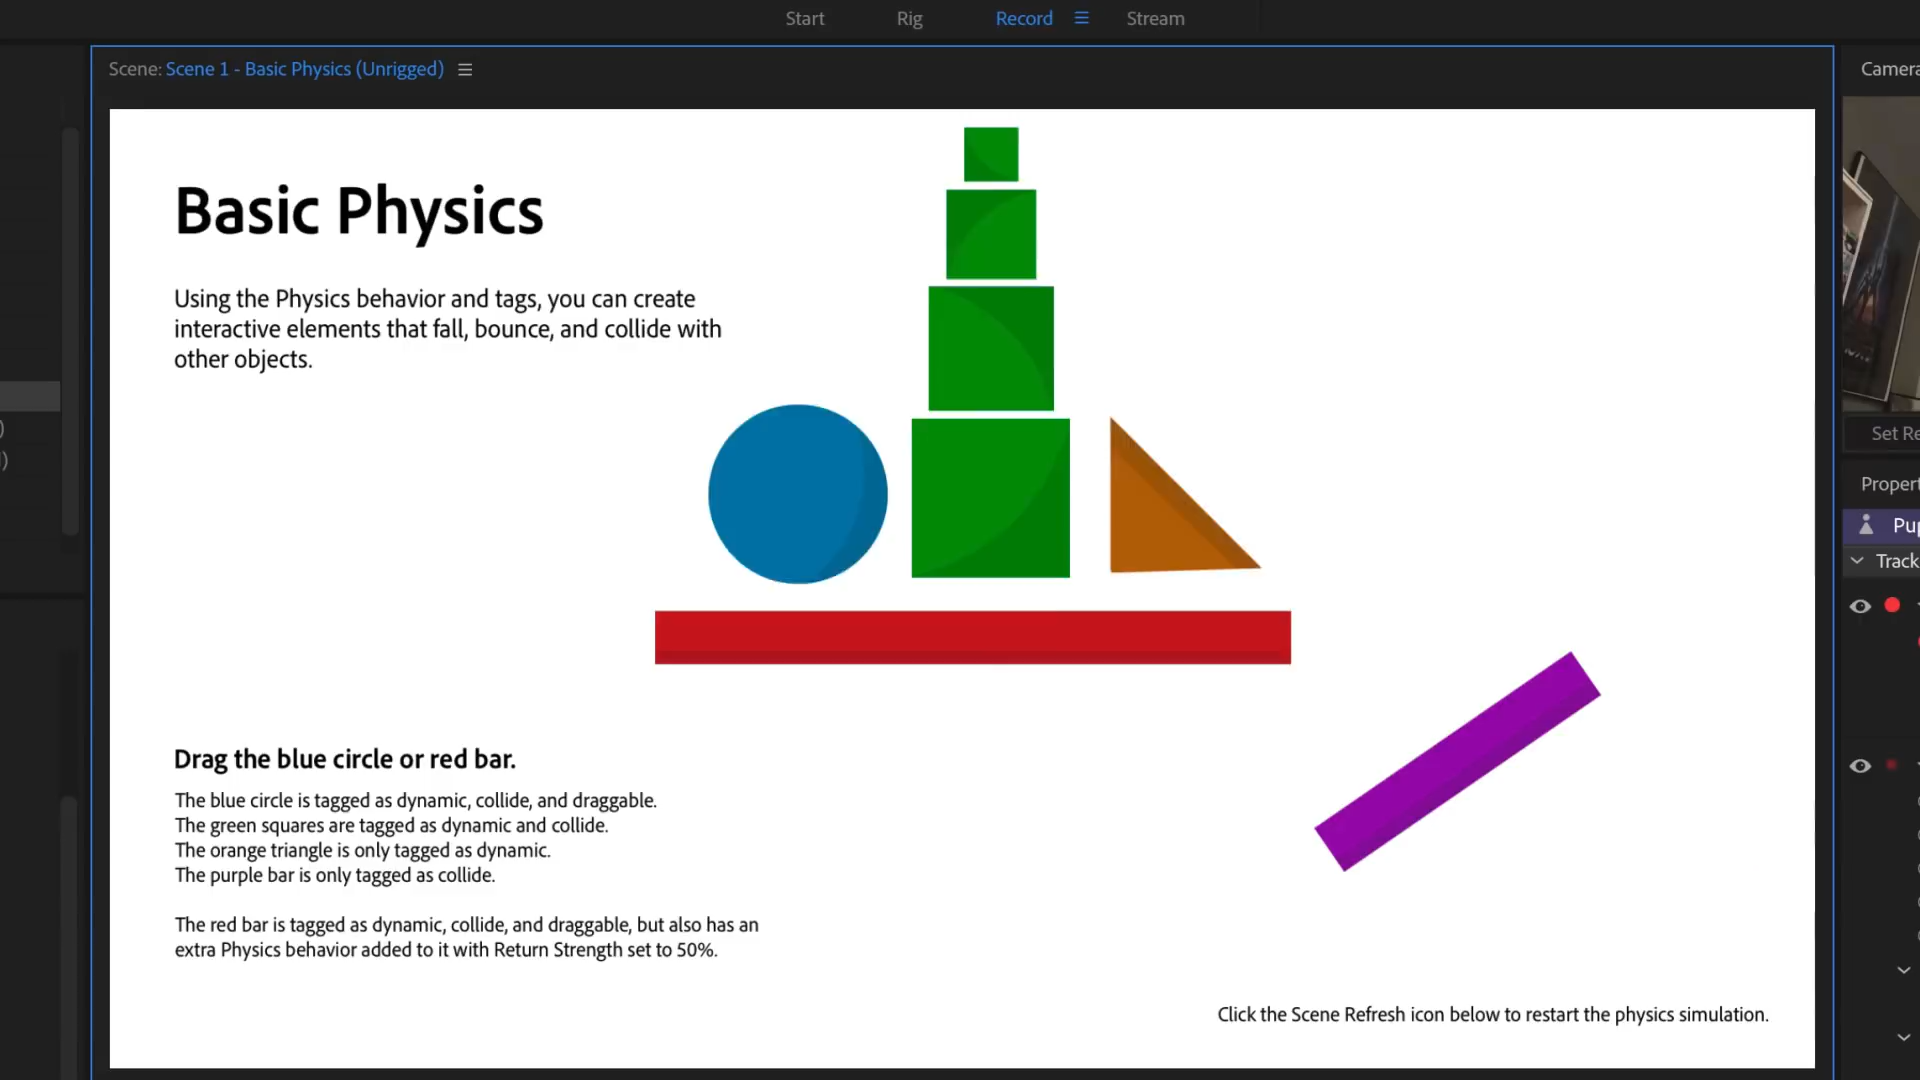 Start Rig Record Stream
Scene: Scene 1 - Basic Physics (Unrigged)
Camera
Basic Physics
Using the Physics behavior and tags, you can create
interactive elements that fall, bounce, and collide with
other objects.
Set Re
Propert
Pup
Track
Drag the blue circle or red bar.
The blue circle is tagged as dynamic, collide, and draggable.
The green squares are tagged as dynamic and collide.
The orange triangle is only tagged as dynamic.
The purple bar is only tagged as collide.
The red bar is tagged as dynamic, collide, and draggable, but also has an
extra Physics behavior added to it with Return Strength set to 50%.
Click the Scene Refresh icon below to restart the physics simulation.